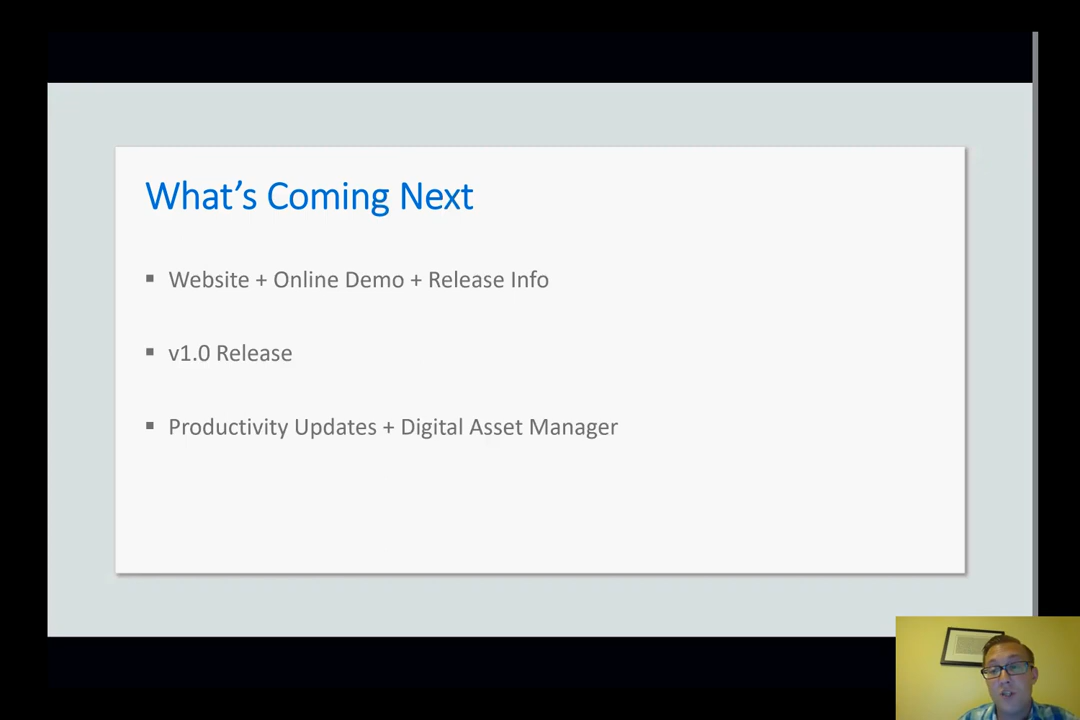 What's Coming Next
▪ Website + Online Demo + Release Info
▪ v1.0 Release
▪ Productivity Updates + Digital Asset Manager